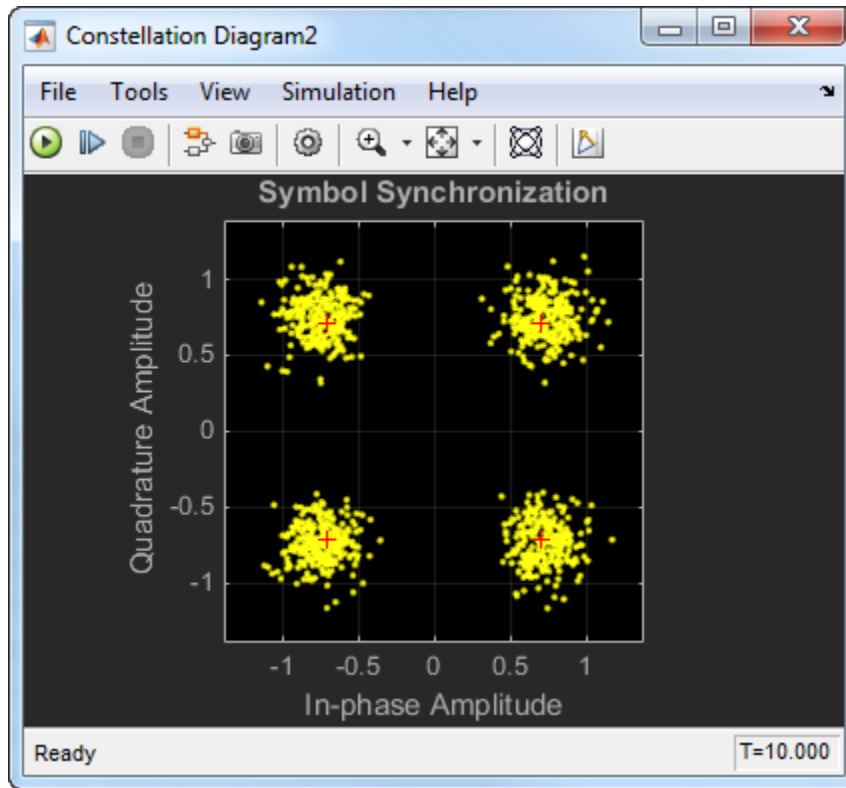 Constellation Diagram2
File Tools View Simulation Help
Symbol Synchronization
1
0.5
0
-0.5
-1
Quadrature Amplitude
-1 -0.5 0 0.5 1
In-phase Amplitude
Ready T=10.000